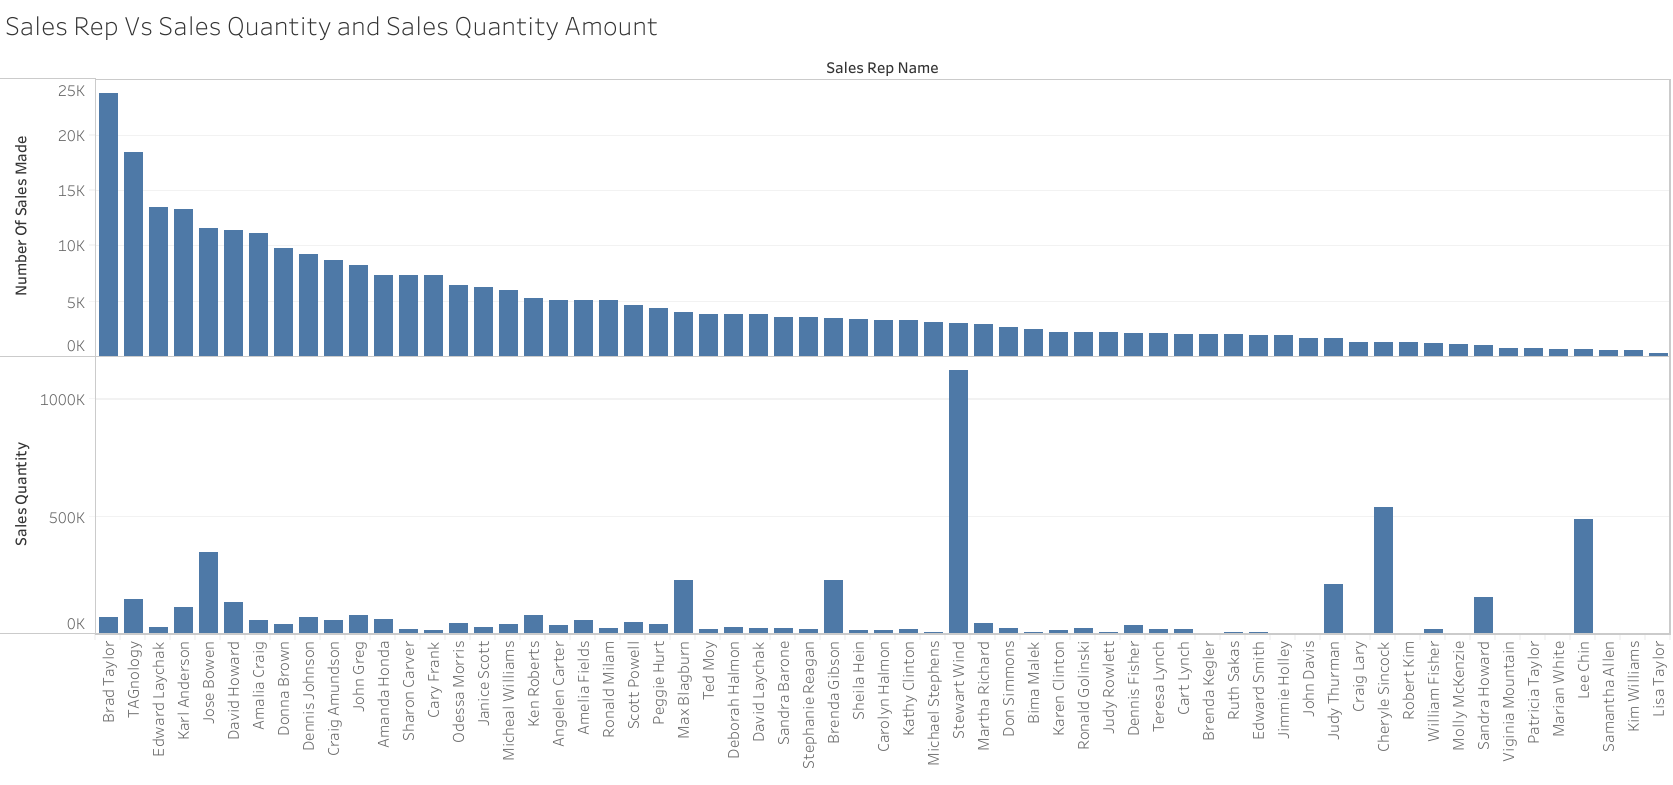 Sales Rep Vs Sales Quantity and Sales Quantity Amount
Sales Rep Name
Number Of Sales Made
25K
20K
15K
10K
5K
0K
Sales Quantity
1000K
500K
0K
Brad Taylor
TAGnology
Edward Laychak
Karl Anderson
Jose Bowen
David Howard
Amalia Craig
Donna Brown
Dennis Johnson
Craig Amundson
John Greg
Amanda Honda
Sharon Carver
Cary Frank
Odessa Morris
Janice Scott
Micheal Williams
Ken Roberts
Angelen Carter
Amelia Fields
Ronald Milam
Scott Powell
Peggie Hurt
Max Blagburn
Ted Moy
Deborah Halmon
David Laychak
Sandra Barone
Stephanie Reagan
Brenda Gibson
Sheila Hein
Carolyn Halmon
Kathy Clinton
Michael Stephens
Stewart Wind
Martha Richard
Don Simmons
Bima Malek
Karen Clinton
Ronald Golinski
Judy Rowlett
Dennis Fisher
Teresa Lynch
Cart Lynch
Brenda Kegler
Ruth Sakas
Edward Smith
Jimmie Holley
John Davis
Judy Thurman
Craig Lary
Cheryle Sincock
Robert Kim
William Fisher
Molly McKenzie
Sandra Howard
Viginia Mountain
Patricia Taylor
Marian White
Lee Chin
Samantha Allen
Kim Williams
Lisa Taylor